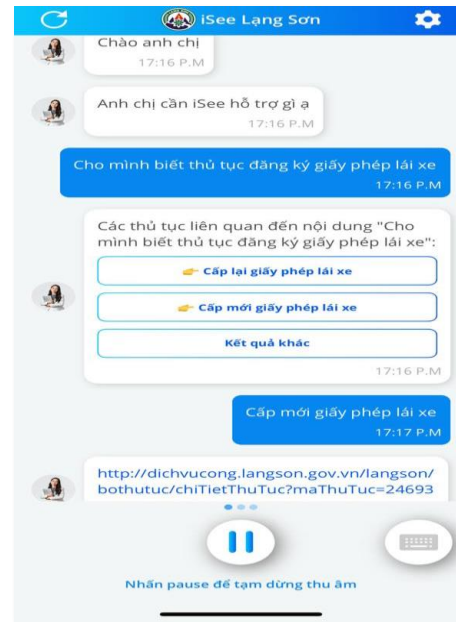 iSee Lạng Sơn
Chào anh chị
17:16 P.M
Anh chị cần iSee hỗ trợ gì ạ
17:16 P.M
Cho mình biết thủ tục đăng ký giấy phép lái xe
17:16 P.M
Các thủ tục liên quan đến nội dung "Cho
mình biết thủ tục đăng ký giấy phép lái xe":
👉 Cấp lại giấy phép lái xe
👉 Cấp mới giấy phép lái xe
Kết quả khác
17:16 P.M
Cấp mới giấy phép lái xe
17:17 P.M
http://dichvucong.langson.gov.vn/langson/
bothutuc/chiTietThuTuc?maThuTuc=24693
Nhấn pause để tạm dừng thu âm